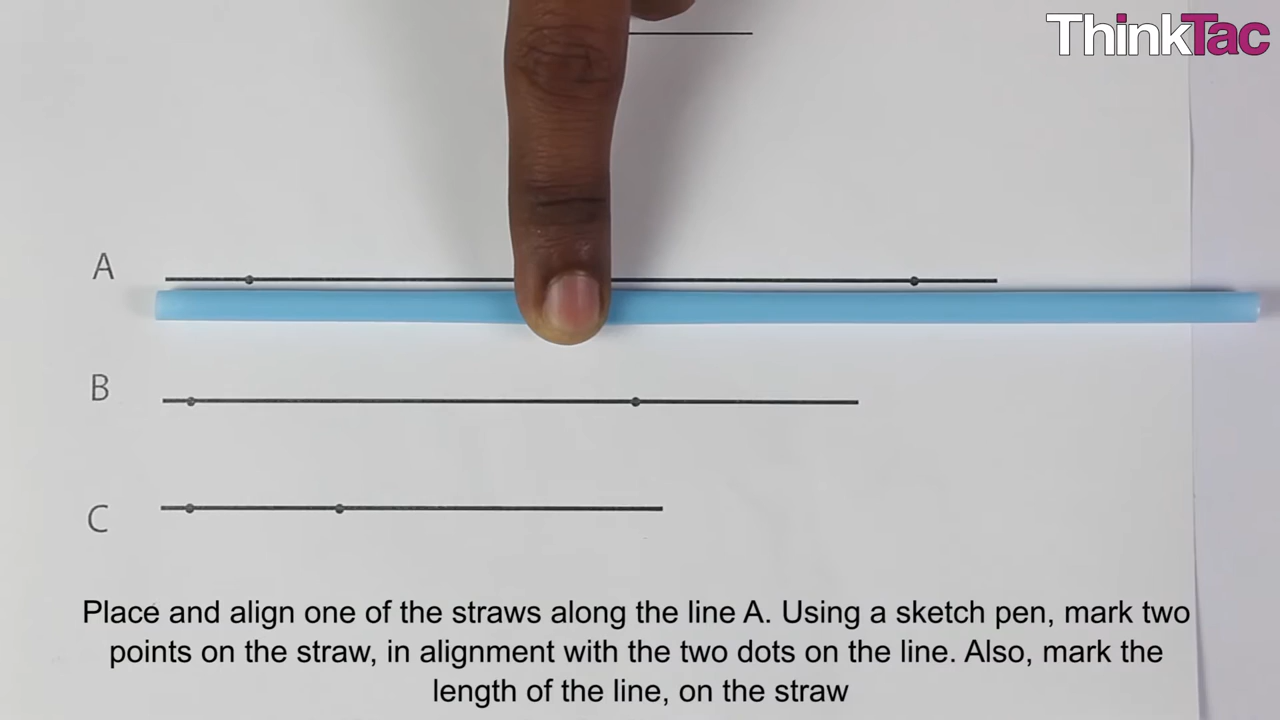 ThinkTac
A
B
C
Place and align one of the straws along the line A. Using a sketch pen, mark two
points on the straw, in alignment with the two dots on the line. Also, mark the
length of the line, on the straw